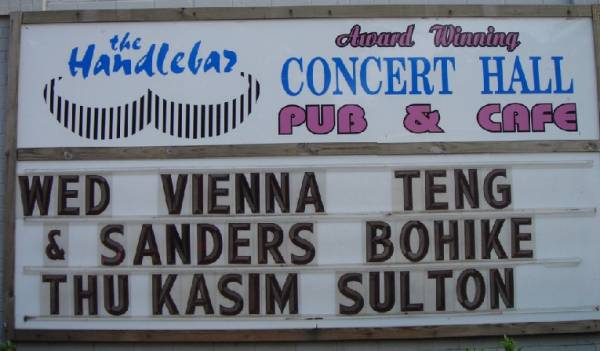 the
Handlebar
Award Winning
CONCERT HALL
PUB & CAFE
WED VIENNA TENG
& SANDERS BOHIKE
THU KASIM SULTON